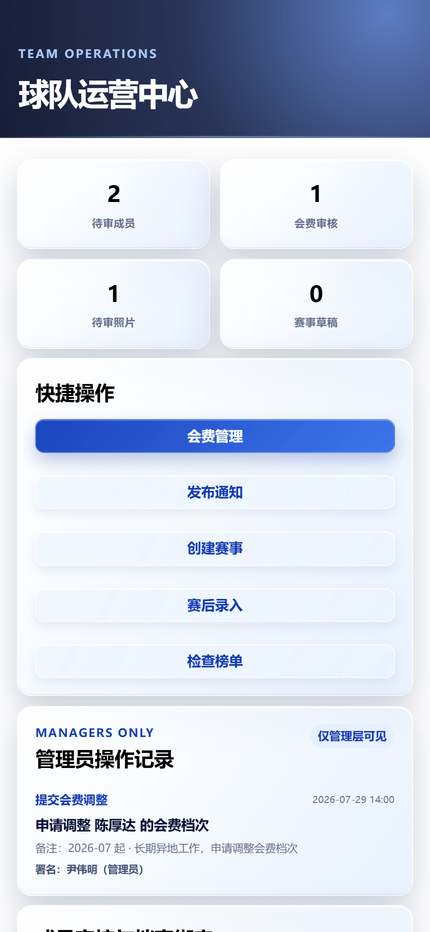 TEAM OPERATIONS
球队运营中心
2
待审成员
1
会费审核
1
待审照片
0
赛事草稿
快捷操作
会费管理
发布通知
创建赛事
赛后录入
检查榜单
MANAGERS ONLY
仅管理层可见
管理员操作记录
提交会费调整
2026-07-29 14:00
申请调整 陈厚达 的会费档次
备注：2026-07 起 · 长期异地工作，申请调整会费档次
署名：尹伟明（管理员）